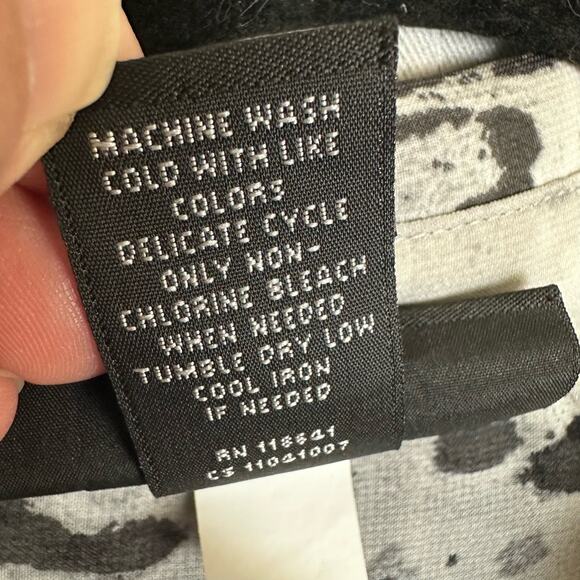 MACHINE WASH
COLD WITH LIKE
COLORS
DELICATE CYCLE
ONLY NON-
CHLORINE BLEACH
WHEN NEEDED
TUMBLE DRY LOW
COOL IRON
IF NEEDED
RN 118641
CS 11041007